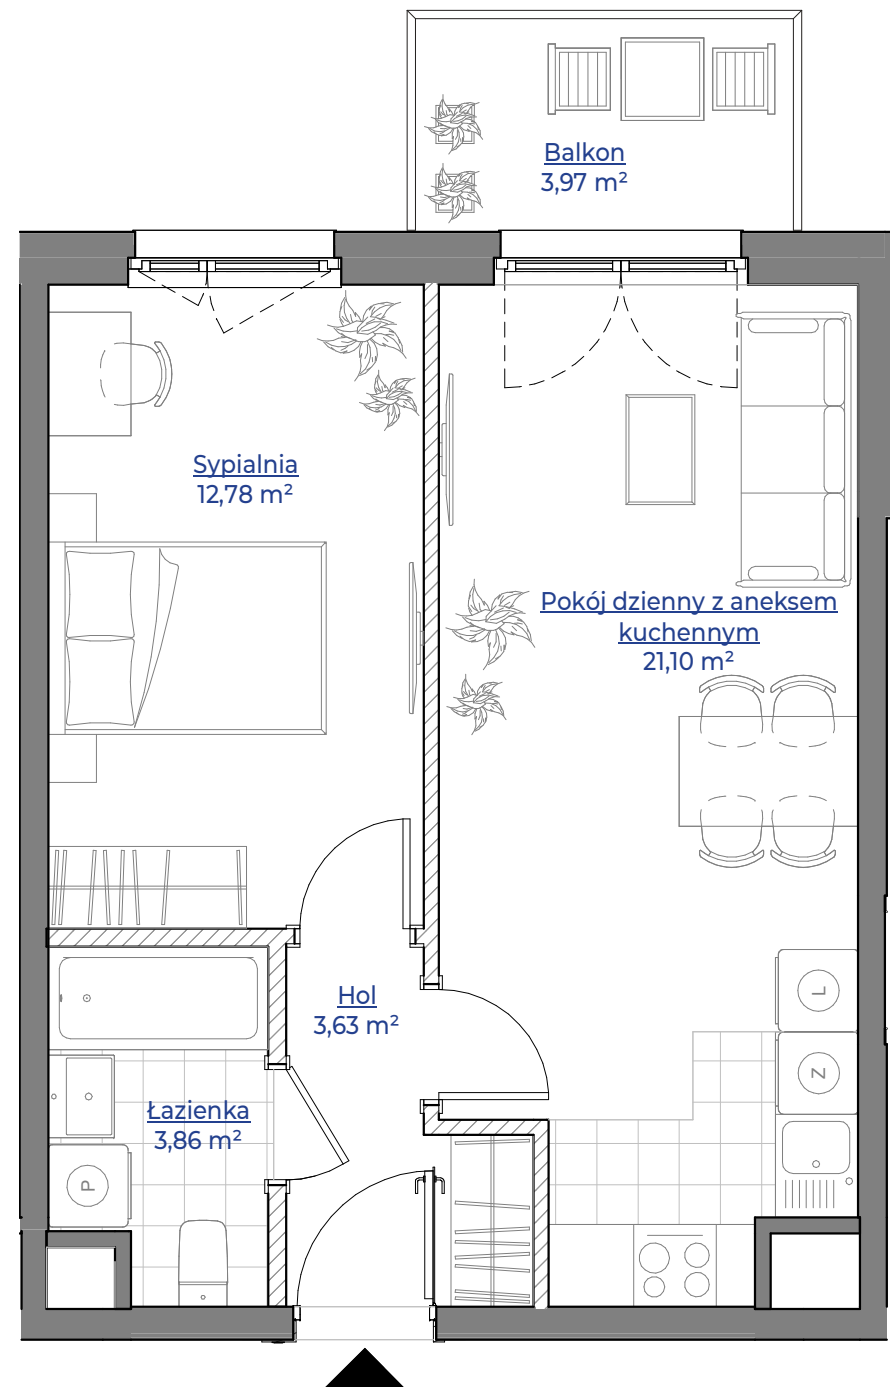 Balkon
3,97 m²
Sypialnia
12,78 m²
Pokój dzienny z aneksem
kuchennym
21,10 m²
Hol
3,63 m²
L
Z
Łazienka
3,86 m²
P